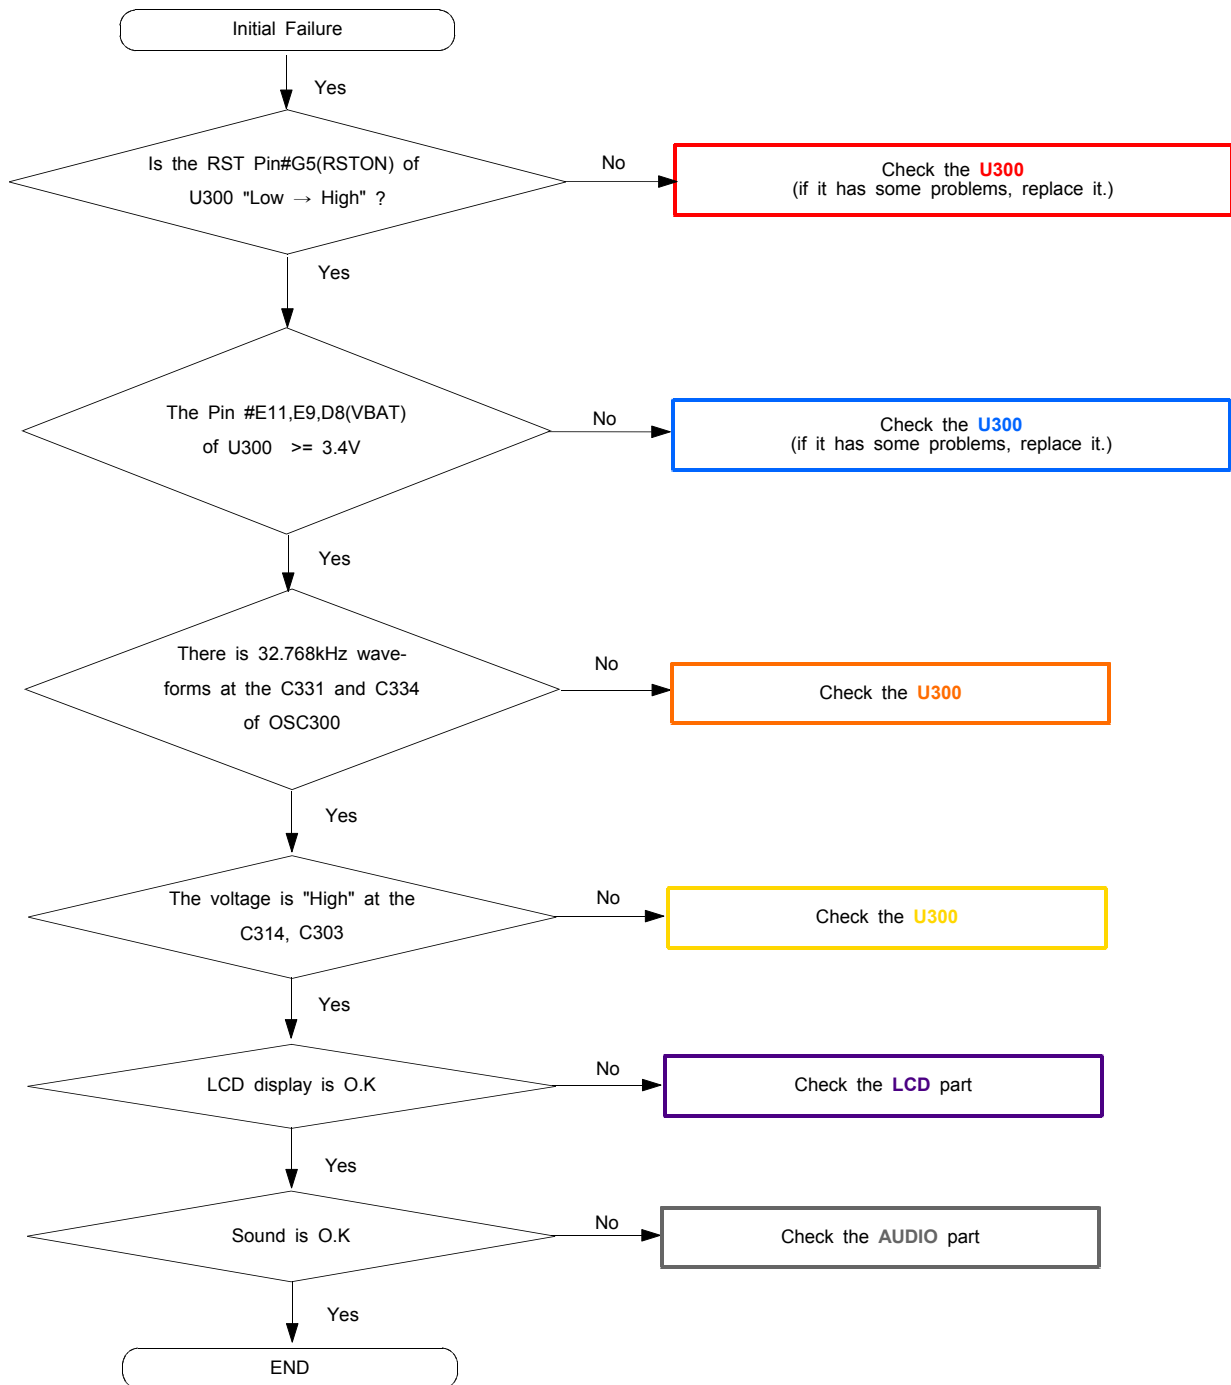 Initial Failure
Yes
Is the RST Pin#G5(RSTON) of
U300 "Low → High" ?
No
Check the U300
(if it has some problems, replace it.)
Yes
The Pin #E11,E9,D8(VBAT)
of U300 >= 3.4V
No
Check the U300
(if it has some problems, replace it.)
Yes
There is 32.768kHz wave-
forms at the C331 and C334
of OSC300
No
Check the U300
Yes
The voltage is "High" at the
C314, C303
No
Check the U300
Yes
LCD display is O.K
No
Check the LCD part
Yes
Sound is O.K
No
Check the AUDIO part
Yes
END